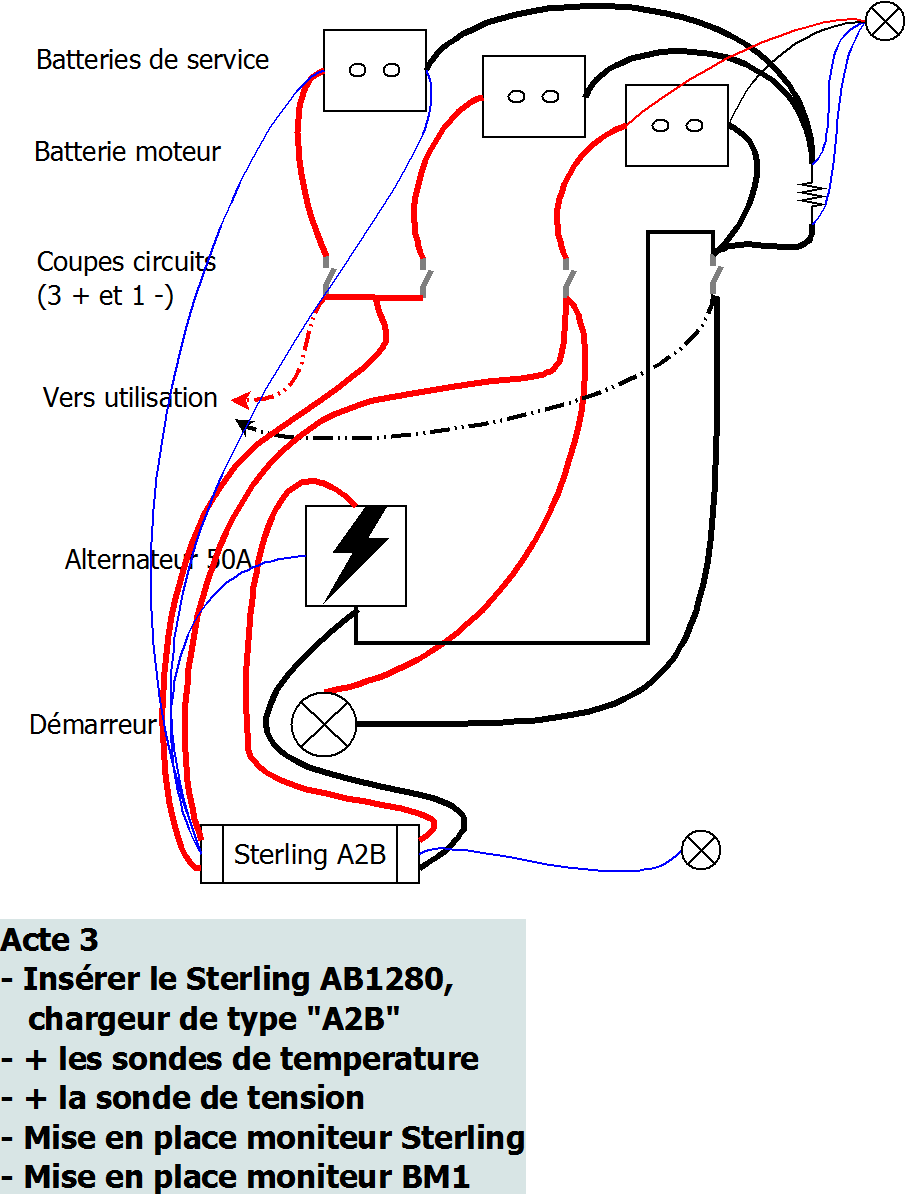 Batteries de service
Batterie moteur
Coupes circuits
(3 + et 1 -)
Vers utilisation
Alternateur 50A
Démarreur
Sterling A2B
Acte 3
- Insérer le Sterling AB1280,
chargeur de type "A2B"
- + les sondes de temperature
- + la sonde de tension
- Mise en place moniteur Sterling
- Mise en place moniteur BM1